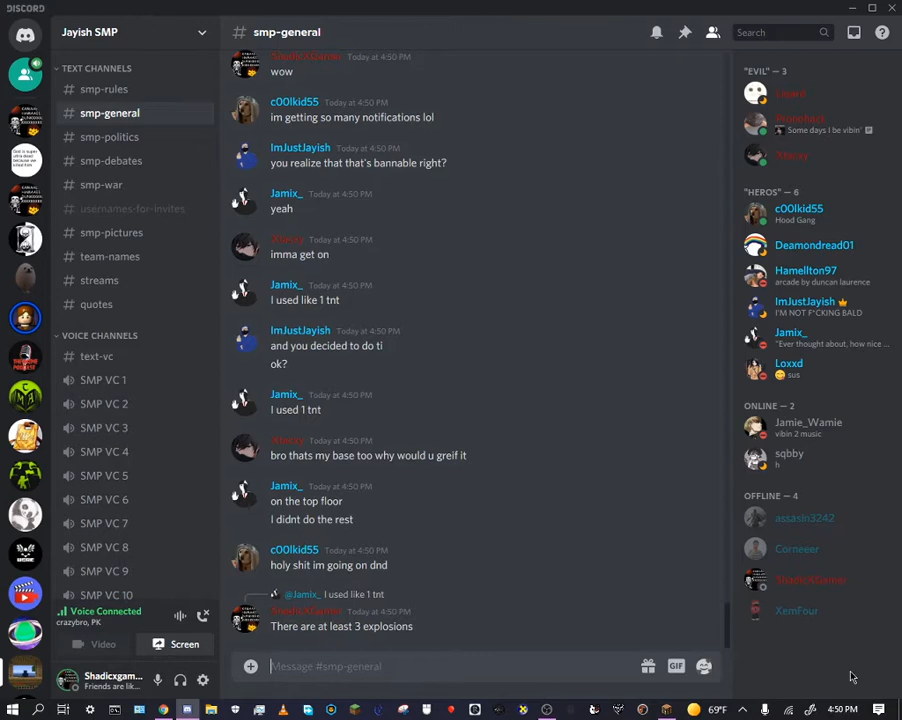 DISCORD
Jayish SMP
smp-general
Search
TEXT CHANNELS
smp-rules
smp-general
smp-politics
smp-debates
smp-war
usernames-for-invites
smp-pictures
team-names
streams
quotes
VOICE CHANNELS
text-vc
SMP VC 1
SMP VC 2
SMP VC 3
SMP VC 4
SMP VC 5
SMP VC 6
SMP VC 7
SMP VC 8
SMP VC 9
SMP VC 10
Voice Connected
crazybro, PK
Video
Screen
Shadicxgam...
Friends are lik...
Today at 4:50 PM
wow
c00lkid55 Today at 4:50 PM
im getting so many notifications lol
ImJustJayish Today at 4:50 PM
you realize that that's bannable right?
Jamix_ Today at 4:50 PM
yeah
Today at 4:50 PM
imma get on
Jamix_ Today at 4:50 PM
I used like 1 tnt
ImJustJayish Today at 4:50 PM
and you decided to do ti
ok?
Jamix_ Today at 4:50 PM
I used 1 tnt
Today at 4:50 PM
bro thats my base too why would u greif it
Jamix_ Today at 4:50 PM
on the top floor
I didnt do the rest
c00lkid55 Today at 4:50 PM
holy shit im going on dnd
@Jamix_ I used like 1 tnt
ShadicXGamer Today at 4:50 PM
There are at least 3 explosions
Message #smp-general
GIF
"EVIL" — 3
Some days I be vibin'
"HEROS" — 6
c00lkid55
Hood Gang
Deamondread01
Hamellton97
arcade by duncan laurence
ImJustJayish
I'M NOT F*CKING BALD
Jamix_
"Ever thought about, how nice ...
Loxxd
sus
ONLINE — 2
Jamie_Wamie
vibin 2 music
sqbby
h
OFFLINE — 4
assasin3242
Corneeer
ShadicXGamer
XemFour
69°F
4:50 PM